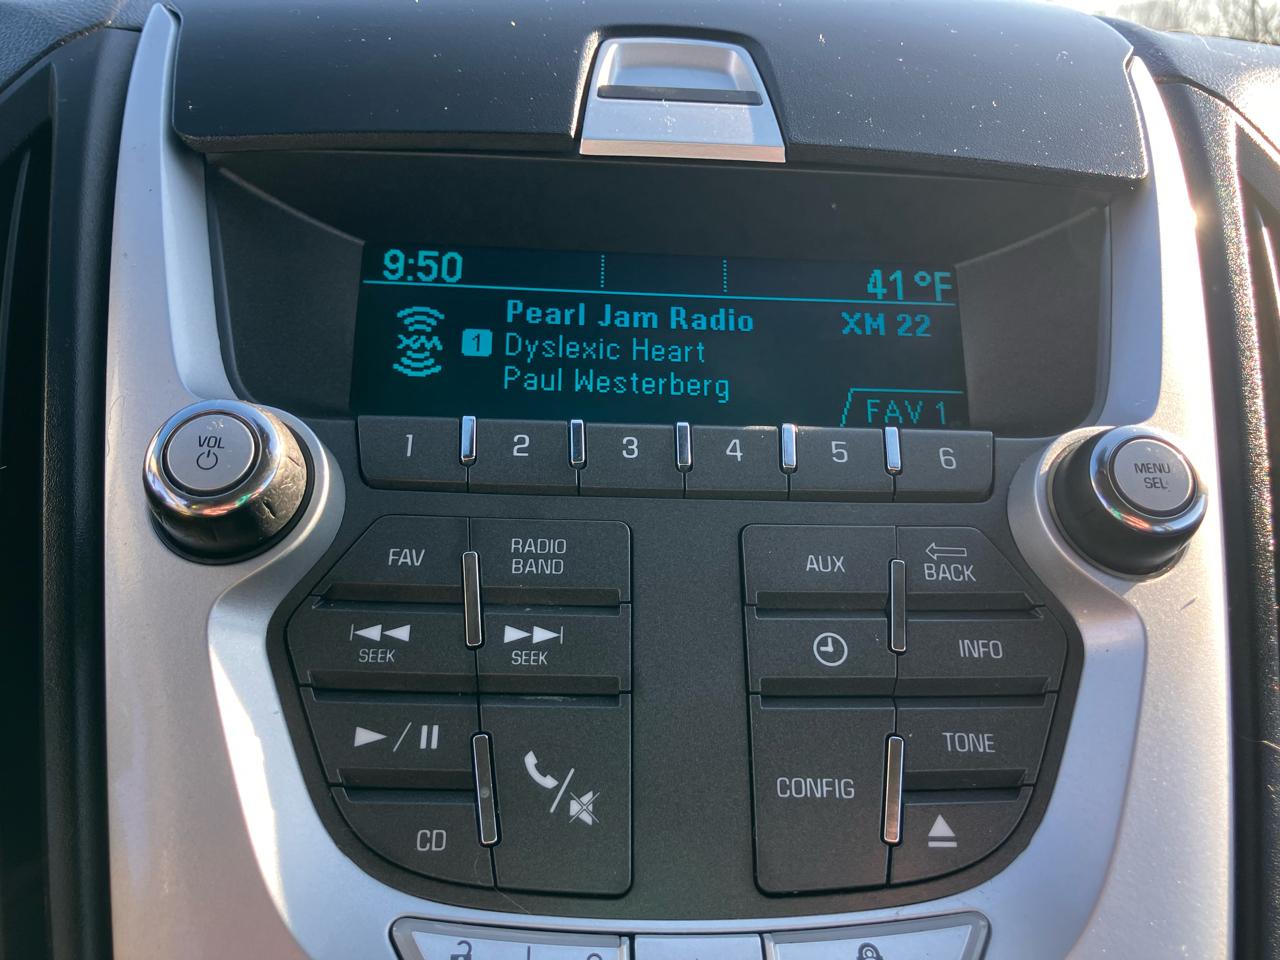 9:50
41°F
Pearl Jam Radio
XM 22
XM
1
Dyslexic Heart
Paul Westerberg
FAV 1
1
2
3
4
5
6
VOL
MENU
SEL
FAV
RADIO
BAND
AUX
BACK
SEEK
SEEK
INFO
TONE
CONFIG
CD